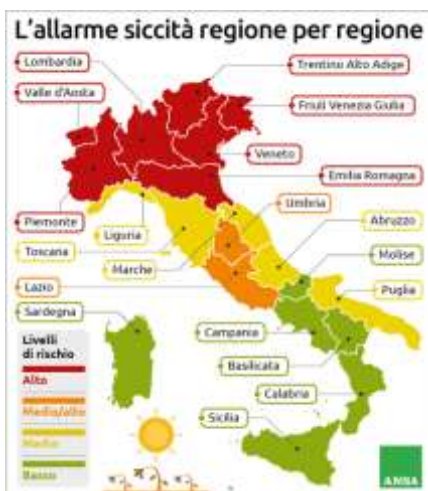 L'allarme siccità regione per regione
Lombardia
Trentino Alto Adige
Valle d'Aosta
Friuli Venezia Giulia
Veneto
Emilia Romagna
Piemonte
Umbria
Liguria
Abruzzo
Toscana
Molise
Marche
Lazio
Puglia
Sardegna
Campania
Livelli
di rischio
Basilicata
Alto
Calabria
Medio/alto
Sicilia
Medio
Basso
ANSA